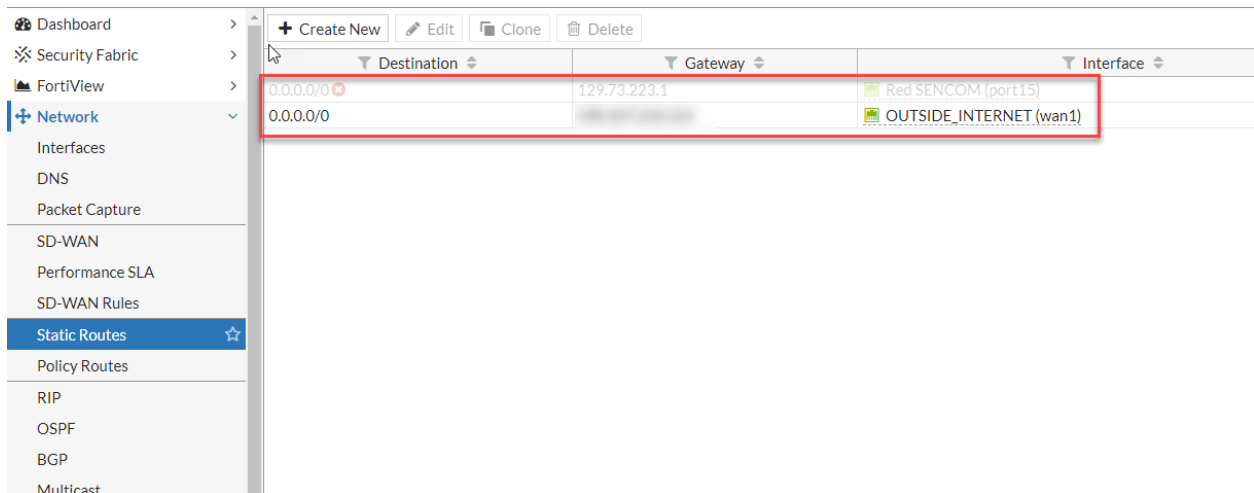 Dashboard
Security Fabric
FortiView
Network
Interfaces
DNS
Packet Capture
SD-WAN
Performance SLA
SD-WAN Rules
Static Routes
Policy Routes
RIP
OSPF
BGP
Multicast
Create New Edit Clone Delete
Destination Gateway Interface
0.0.0.0/0 129.73.223.1 Red SENCOM (port15)
0.0.0.0/0 OUTSIDE_INTERNET (wan1)